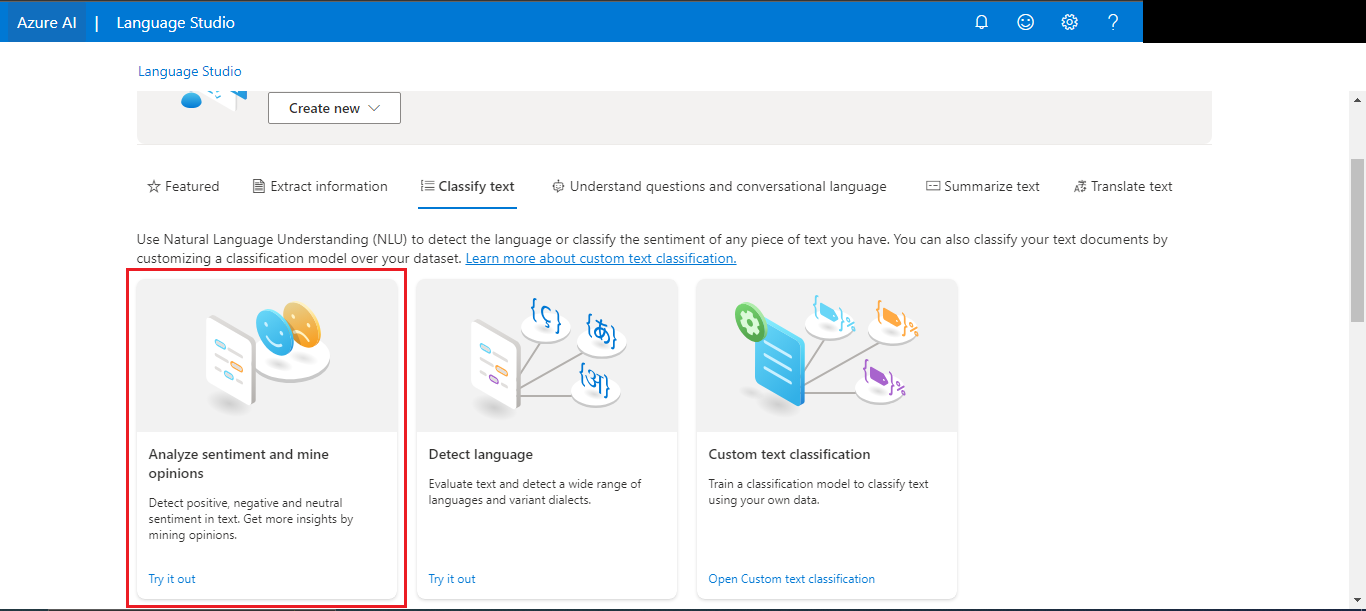 Azure AI | Language Studio
Language Studio
Create new
Featured Extract information Classify text Understand questions and conversational language Summarize text Translate text
Use Natural Language Understanding (NLU) to detect the language or classify the sentiment of any piece of text you have. You can also classify your text documents by
customizing a classification model over your dataset. Learn more about custom text classification.
{ç}
{あ}
{अ}
%
%
%
Analyze sentiment and mine
opinions
Detect positive, negative and neutral
sentiment in text. Get more insights by
mining opinions.
Try it out
Detect language
Evaluate text and detect a wide range of
languages and variant dialects.
Try it out
Custom text classification
Train a classification model to classify text
using your own data.
Open Custom text classification